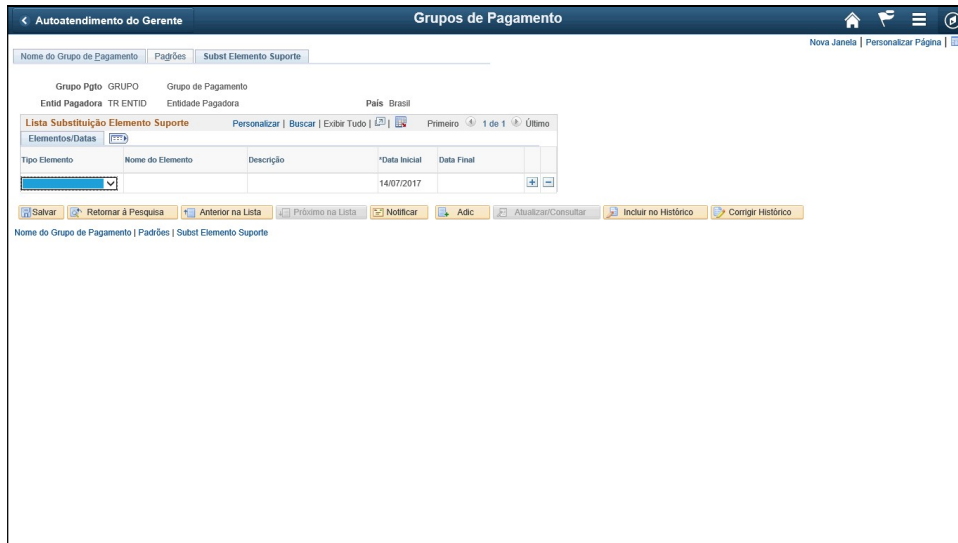 Autoatendimento do Gerente Grupos de Pagamento
Nova Janela | Personalizar Página |
Nome do Grupo de Pagamento Padrões Subst Elemento Suporte
Grupo Pgto GRUPO Grupo de Pagamento
Entid Pagadora TR ENTID Entidade Pagadora País Brasil
Lista Substituição Elemento Suporte Personalizar | Buscar | Exibir Tudo | | Primeiro 1 de 1 Último
Elementos/Datas
Tipo Elemento Nome do Elemento Descrição *Data Inicial Data Final
14/07/2017
Salvar Retornar à Pesquisa Anterior na Lista Próximo na Lista Notificar Adic Atualizar/Consultar Incluir no Histórico Corrigir Histórico
Nome do Grupo de Pagamento | Padrões | Subst Elemento Suporte